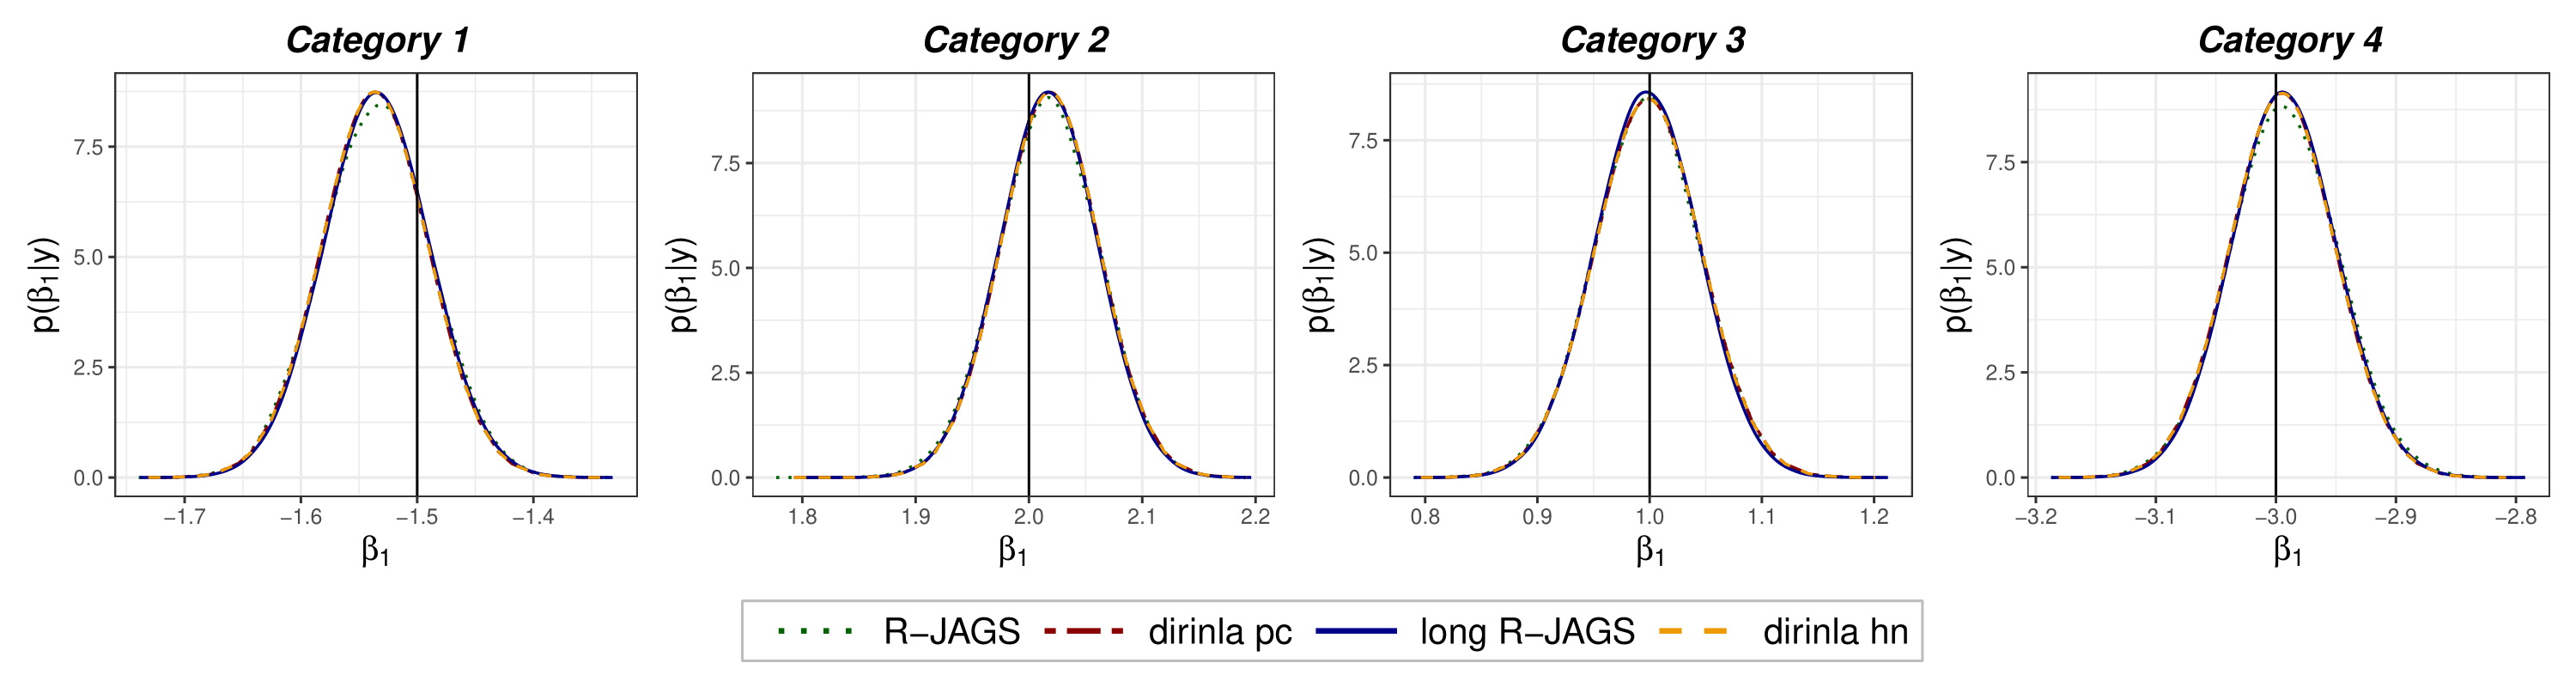 Category 1
Category 2
Category 3
Category 4
p(β1|y)
7.5
5.0
2.5
0.0
−1.7
−1.6
−1.5
−1.4
β1
p(β1|y)
7.5
5.0
2.5
0.0
1.8
1.9
2.0
2.1
2.2
β1
p(β1|y)
7.5
5.0
2.5
0.0
0.8
0.9
1.0
1.1
1.2
β1
p(β1|y)
7.5
5.0
2.5
0.0
−3.2
−3.1
−3.0
−2.9
−2.8
β1
R−JAGS dirinla pc long R−JAGS dirinla hn